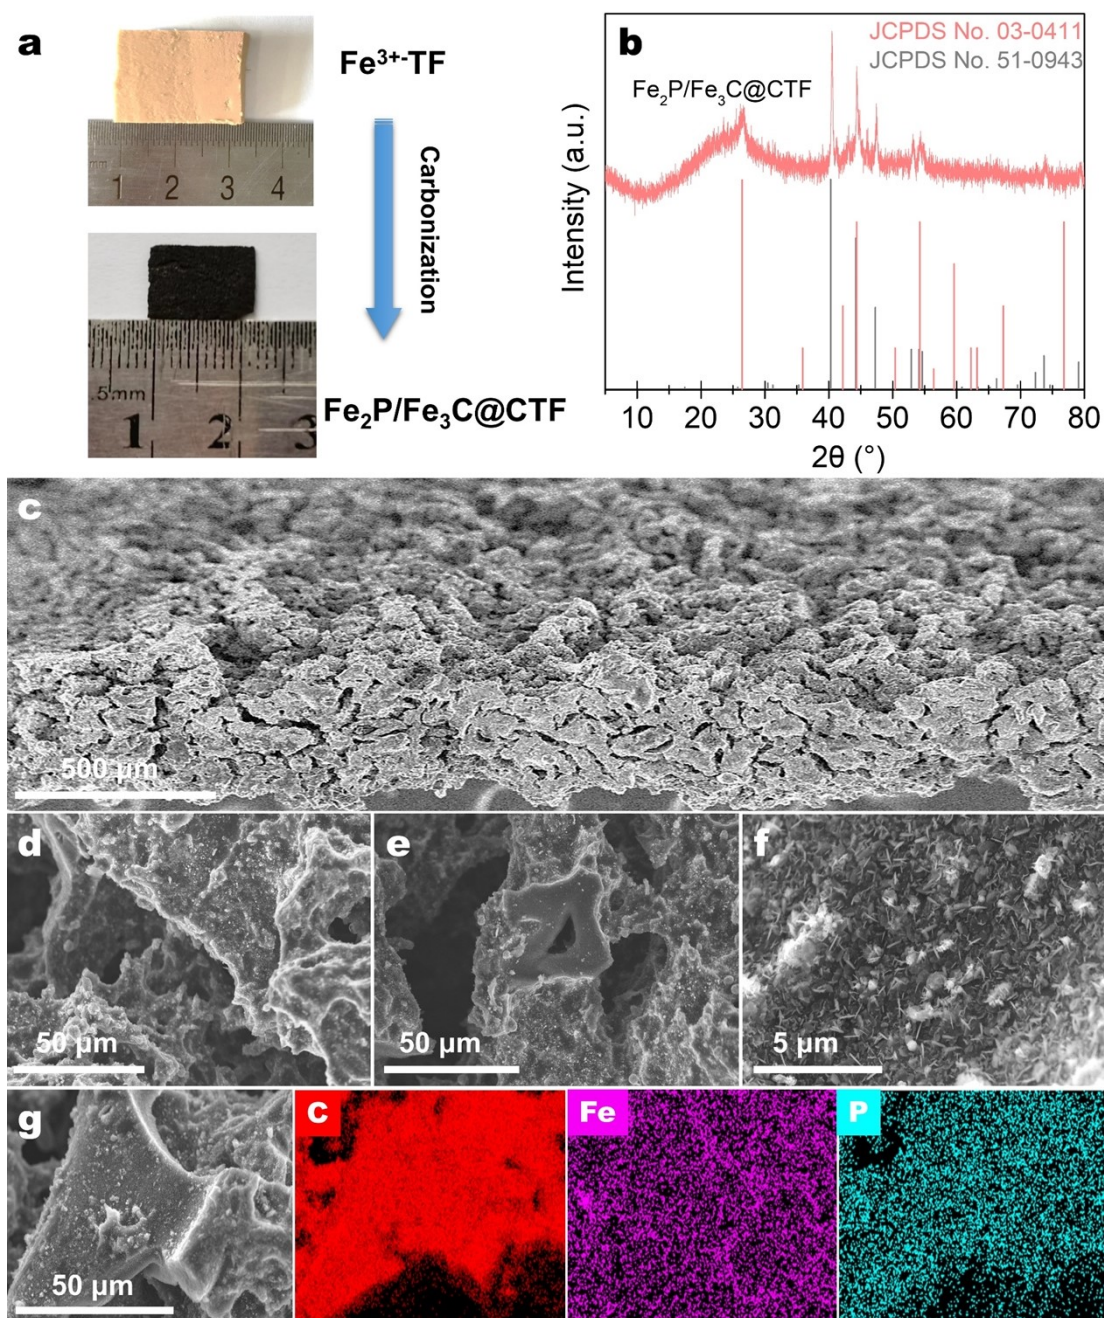 a
Fe³⁺-TF
mm
1 2 3 4
Carbonization
.5mm
1 2 3
Fe₂P/Fe₃C@CTF
b
JCPDS No. 03-0411
JCPDS No. 51-0943
Fe₂P/Fe₃C@CTF
Intensity (a.u.)
10 20 30 40 50 60 70 80
2θ (°)
c
500 μm
d
50 μm
e
50 μm
f
5 μm
g
50 μm
C
Fe
P